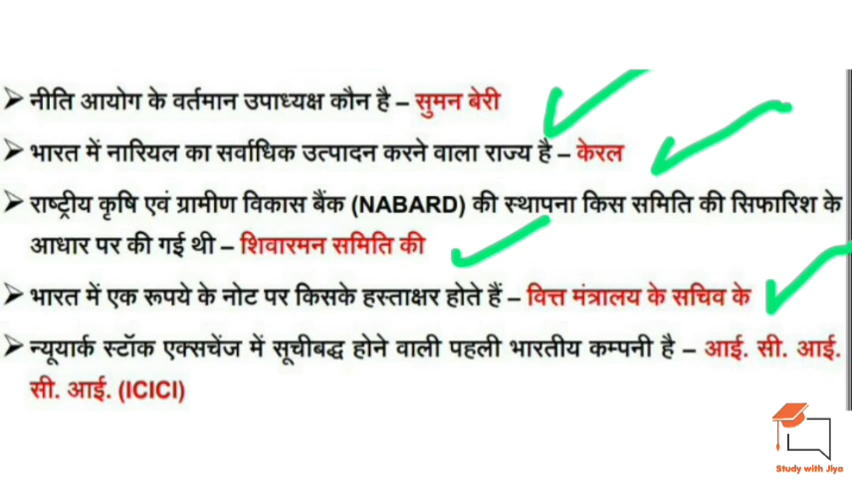 ➢ नीति आयोग के वर्तमान उपाध्यक्ष कौन है – सुमन बेरी
➢ भारत में नारियल का सर्वाधिक उत्पादन करने वाला राज्य है – केरल
➢ राष्ट्रीय कृषि एवं ग्रामीण विकास बैंक (NABARD) की स्थापना किस समिति की सिफारिश के
आधार पर की गई थी – शिवारमन समिति की
➢ भारत में एक रूपये के नोट पर किसके हस्ताक्षर होते हैं – वित्त मंत्रालय के सचिव के
➢ न्यूयार्क स्टॉक एक्सचेंज में सूचीबद्ध होने वाली पहली भारतीय कम्पनी है – आई. सी. आई.
सी. आई. (ICICI)
Study with Jiya